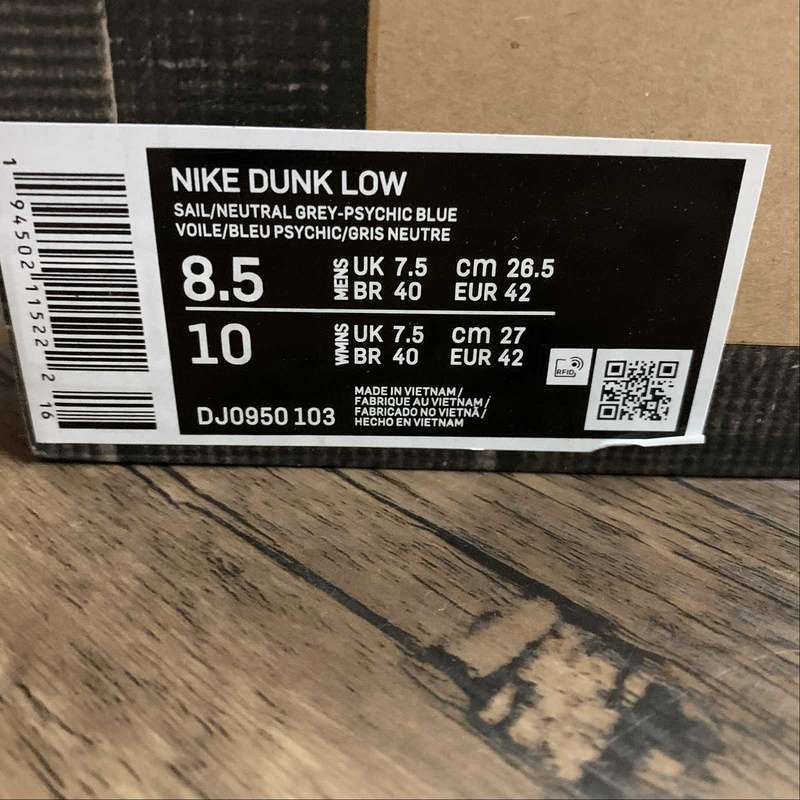 NIKE DUNK LOW
SAIL/NEUTRAL GREY-PSYCHIC BLUE
VOILE/BLEU PSYCHIC/GRIS NEUTRE
8.5 MENS UK 7.5 cm 26.5
BR 40 EUR 42
10 WMNS UK 7.5 cm 27
BR 40 EUR 42
RFID
DJ0950 103
MADE IN VIETNAM/
FABRIQUE AU VIETNAM/
FABRICADO NO VIETNÃ/
HECHO EN VIETNAM
1 94502 11522 2 16